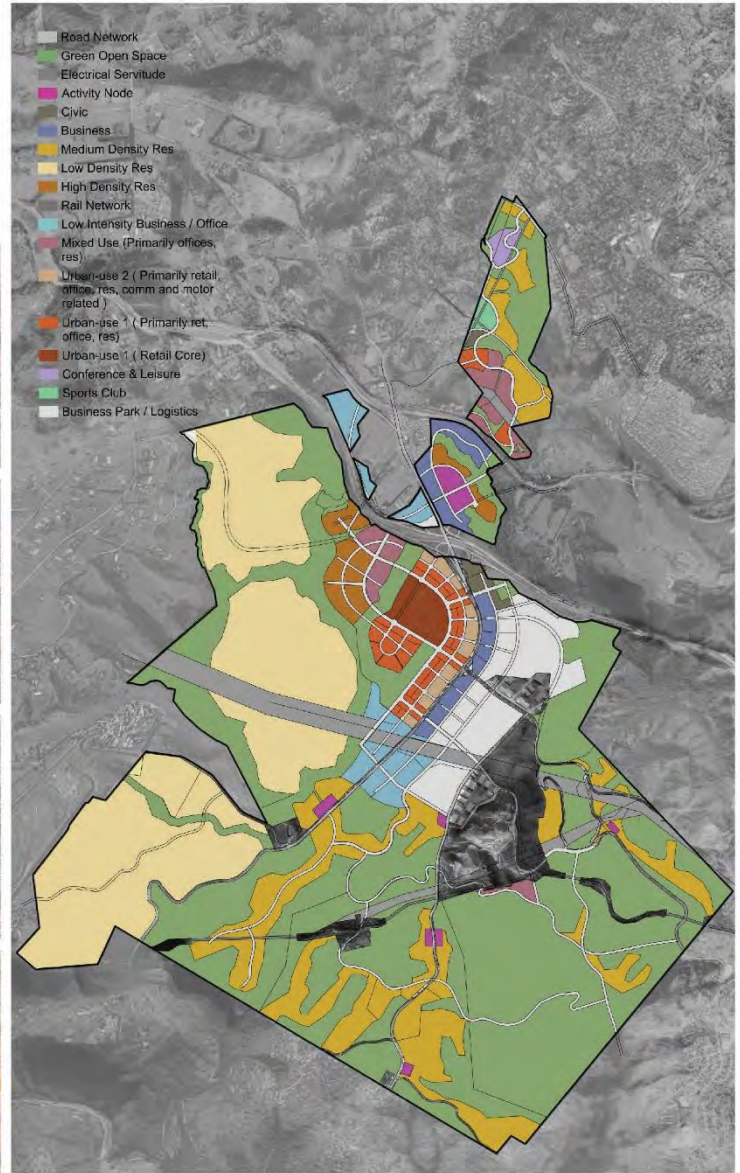 Road Network
Green Open Space
Electrical Servitude
Activity Node
Civic
Business
Medium Density Res
Low Density Res
High Density Res
Rail Network
Low Intensity Business / Office
Mixed Use (Primarily offices,
res)
Urban-use 2 ( Primarily retail,
office, res, comm and motor
related )
Urban-use 1 ( Primarily ret,
office, res)
Urban-use 1 ( Retail Core)
Conference & Leisure
Sports Club
Business Park / Logistics